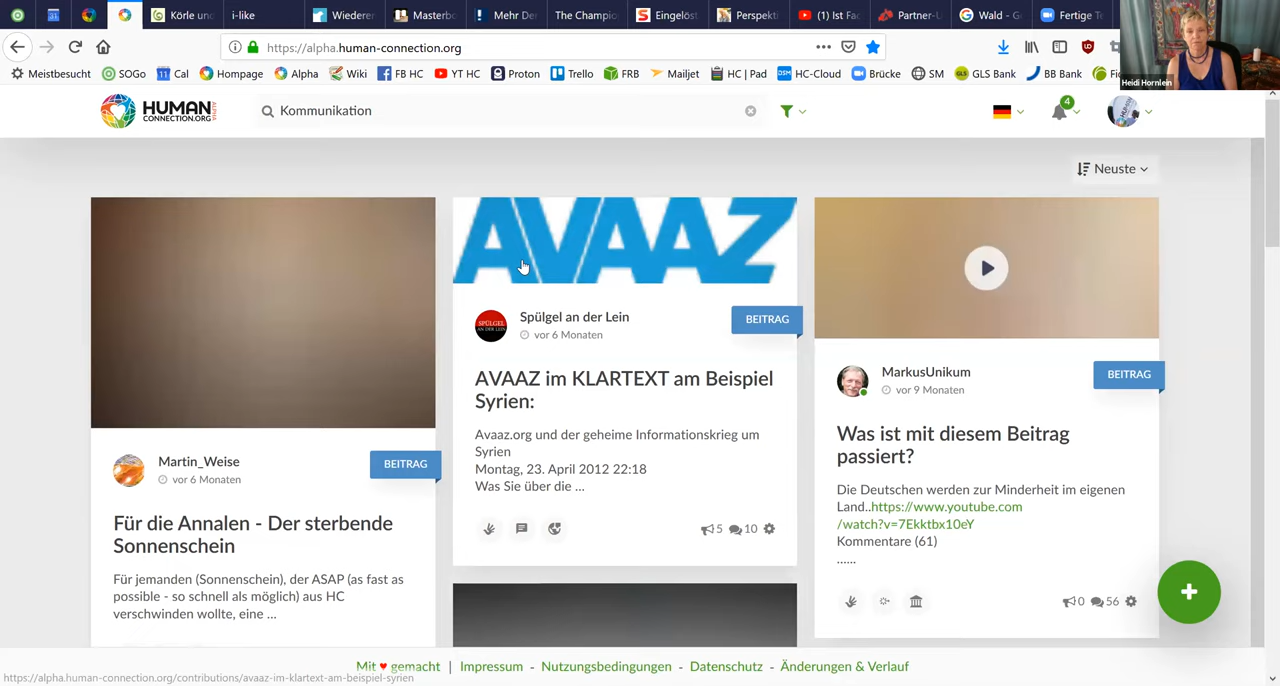 Körle und
i-like
Wiederer
Masterbo
Mehr Der
The Champio
Eingelöst
Perspekti
(1) Ist Fac
Partner-U
Wald - G
Fertige Te
https://alpha.human-connection.org
Heidi Hornlein
Meistbesucht
SOGo
Cal
Hompage
Alpha
Wiki
FB HC
YT HC
Proton
Trello
FRB
Mailjet
HC | Pad
HC-Cloud
Brücke
SM
GLS Bank
BB Bank
HUMAN
CONNECTION.ORG
ALPHA
Kommunikation
4
Neuste
AVAAZ
Martin_Weise
vor 6 Monaten
BEITRAG
Für die Annalen - Der sterbende
Sonnenschein
Für jemanden (Sonnenschein), der ASAP (as fast as
possible - so schnell als möglich) aus HC
verschwinden wollte, eine ...
SPÜLGEL
AN DER LEIN
Spülgel an der Lein
vor 6 Monaten
BEITRAG
AVAAZ im KLARTEXT am Beispiel
Syrien:
Avaaz.org und der geheime Informationskrieg um
Syrien
Montag, 23. April 2012 22:18
Was Sie über die ...
5
10
MarkusUnikum
vor 9 Monaten
BEITRAG
Was ist mit diesem Beitrag
passiert?
Die Deutschen werden zur Minderheit im eigenen
Land..https://www.youtube.com
/watch?v=7Ekktbx10eY
Kommentare (61)
......
0
56
+
Mit ♥ gemacht | Impressum - Nutzungsbedingungen - Datenschutz - Änderungen & Verlauf
https://alpha.human-connection.org/contributions/avaaz-im-klartext-am-beispiel-syrien